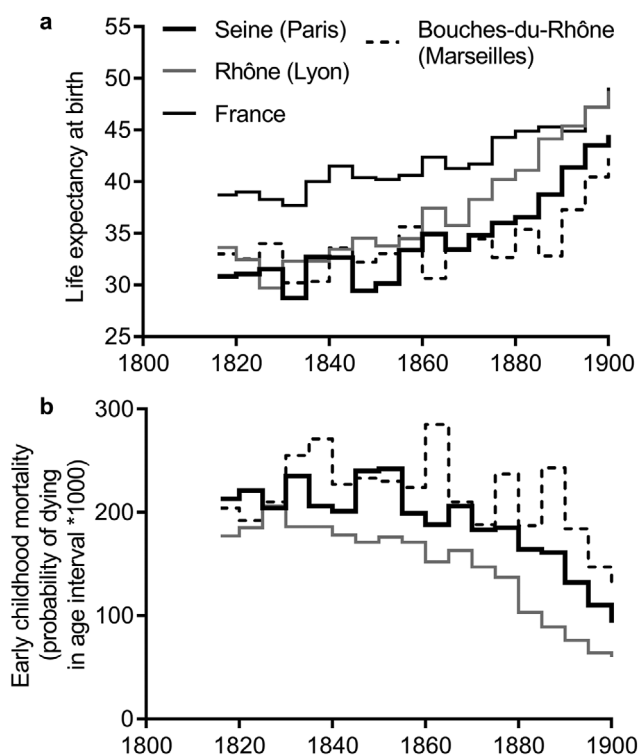 a
55
50
45
40
35
30
25
Life expectancy at birth
Seine (Paris)
Rhône (Lyon)
France
Bouches-du-Rhône
(Marseilles)
1800 1820 1840 1860 1880 1900
b
300
200
100
0
Early childhood mortality
(probability of dying
in age interval *1000)
1800 1820 1840 1860 1880 1900